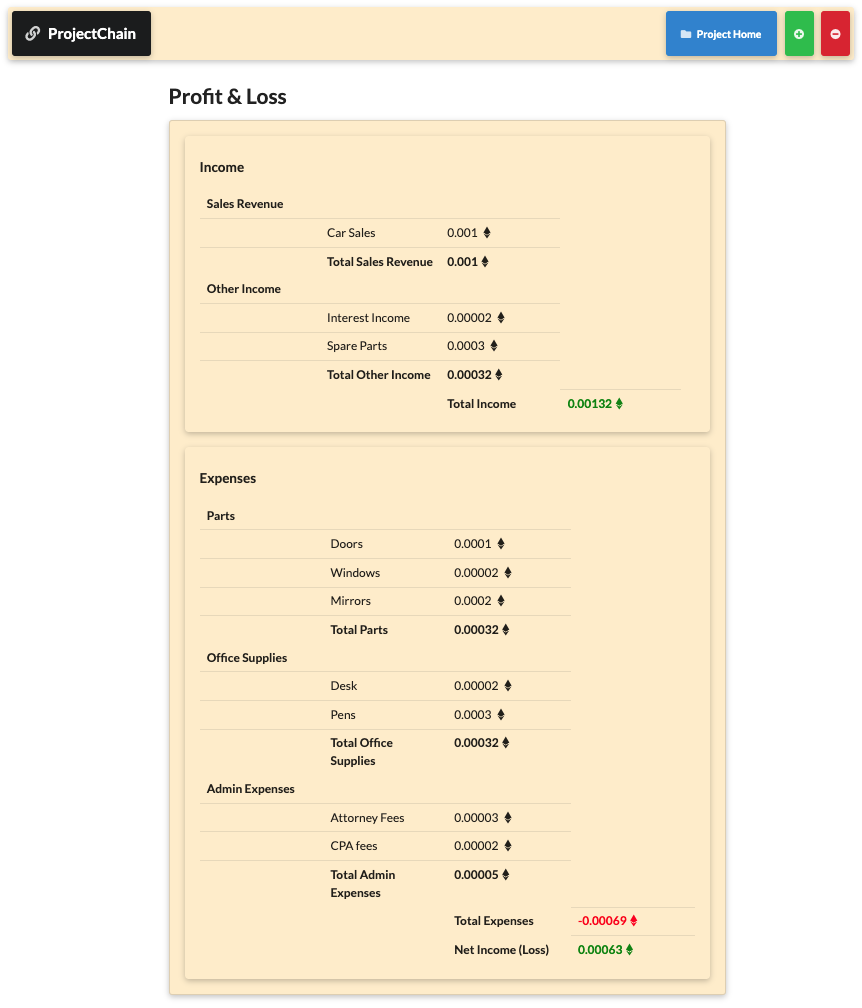 ProjectChain
Project Home
Profit & Loss
Income
Sales Revenue
Car Sales 0.001
Total Sales Revenue 0.001
Other Income
Interest Income 0.00002
Spare Parts 0.0003
Total Other Income 0.00032
Total Income 0.00132
Expenses
Parts
Doors 0.0001
Windows 0.00002
Mirrors 0.0002
Total Parts 0.00032
Office Supplies
Desk 0.00002
Pens 0.0003
Total Office 0.00032
Supplies
Admin Expenses
Attorney Fees 0.00003
CPA fees 0.00002
Total Admin 0.00005
Expenses
Total Expenses -0.00069
Net Income (Loss) 0.00063